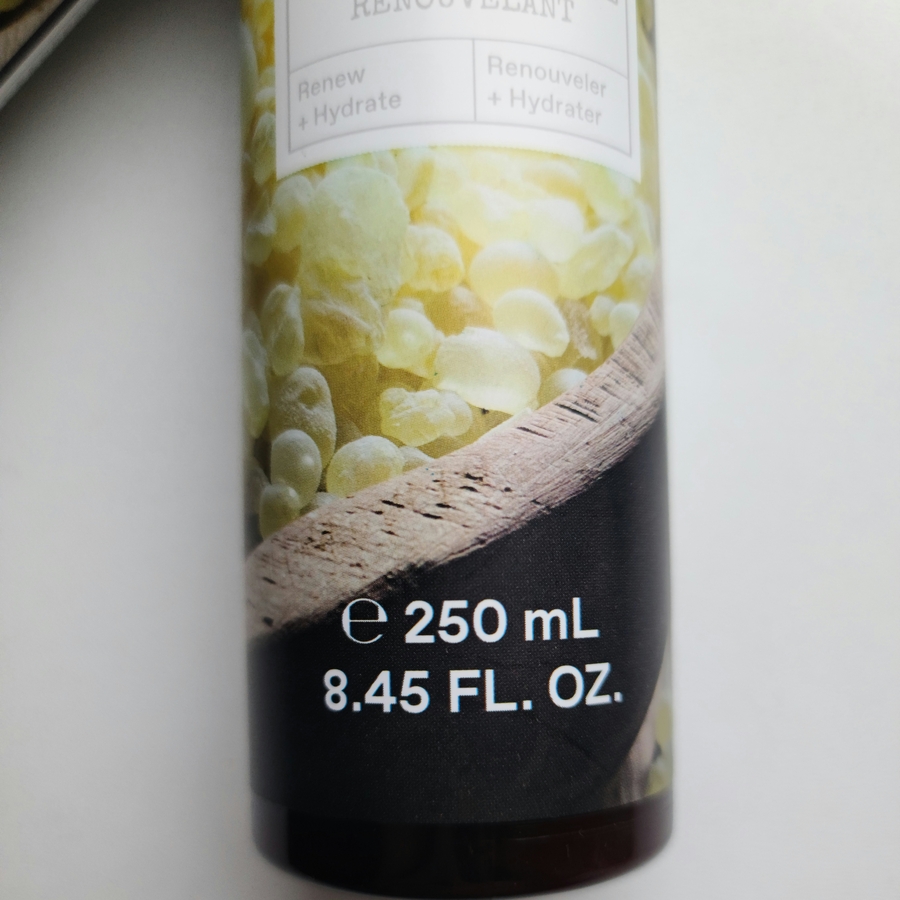 RENOUVELANT
Renew
+ Hydrate
Renouveler
+ Hydrater
℮ 250 mL
8.45 FL. OZ.